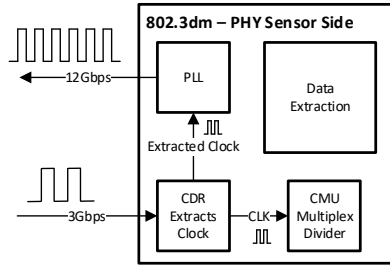 802.3dm – PHY Sensor Side
12Gbps
PLL
Data
Extraction
Extracted Clock
3Gbps
CDR
Extracts
Clock
CLK
CMU
Multiplex
Divider